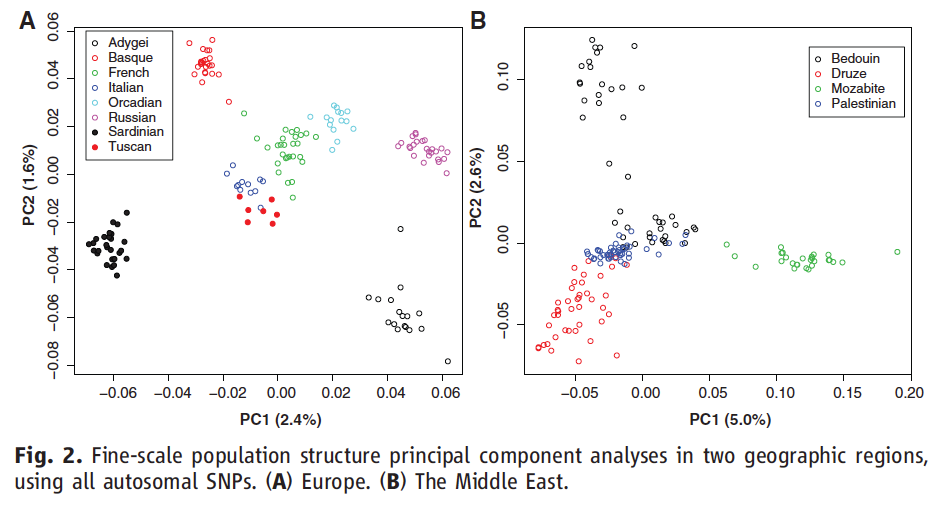 A
B
0.06
0.04
0.02
0.00
−0.02
−0.04
−0.06
−0.08
PC2 (1.6%)
Adygei
Basque
French
Italian
Orcadian
Russian
Sardinian
Tuscan
−0.06 −0.04 −0.02 0.00 0.02 0.04 0.06
PC1 (2.4%)
0.10
0.05
0.00
−0.05
PC2 (2.6%)
Bedouin
Druze
Mozabite
Palestinian
−0.05 0.00 0.05 0.10 0.15 0.20
PC1 (5.0%)
Fig. 2. Fine-scale population structure principal component analyses in two geographic regions,
using all autosomal SNPs. (A) Europe. (B) The Middle East.